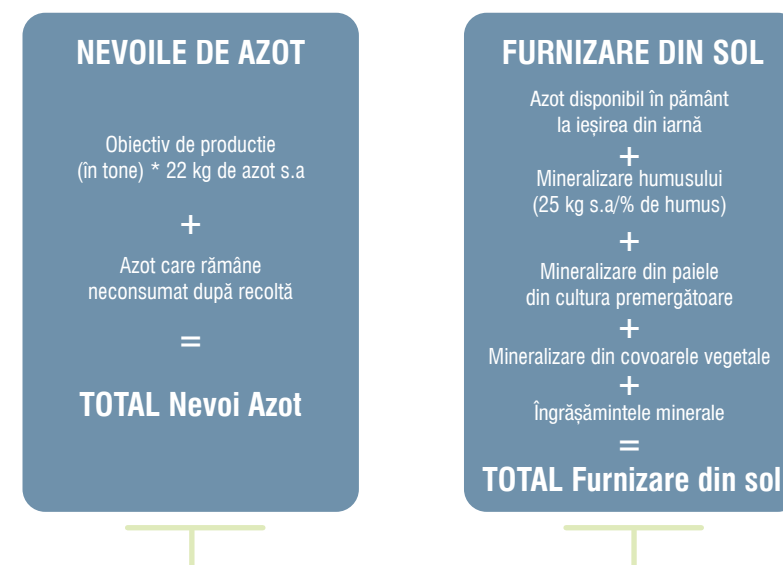 NEVOILE DE AZOT
Obiectiv de productie
(în tone) * 22 kg de azot s.a
+
Azot care rămâne
neconsumat după recoltă
=
TOTAL Nevoi Azot
FURNIZARE DIN SOL
Azot disponibil în pământ
la ieșirea din iarnă
+
Mineralizare humusului
(25 kg s.a/% de humus)
+
Mineralizare din paiele
din cultura premergătoare
+
Mineralizare din covoarele vegetale
+
Îngrășămintele minerale
=
TOTAL Furnizare din sol